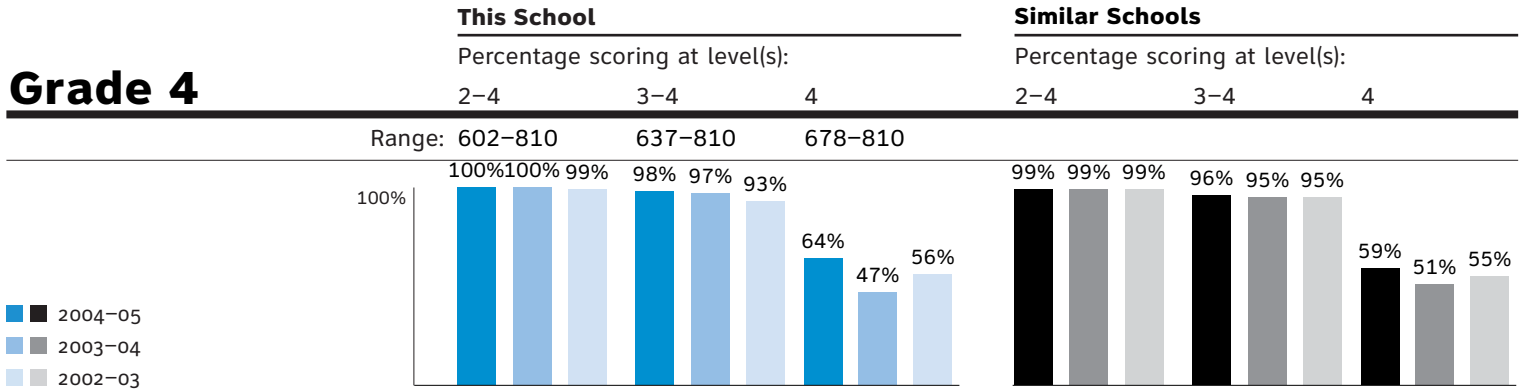 This School Similar Schools
Percentage scoring at level(s): Percentage scoring at level(s):
Grade 4 2–4 3–4 4 2–4 3–4 4
Range: 602–810 637–810 678–810
100% 100% 99% 98% 97% 93% 64% 47% 56% 99% 99% 99% 96% 95% 95% 59% 51% 55%
100%
2004–05
2003–04
2002–03